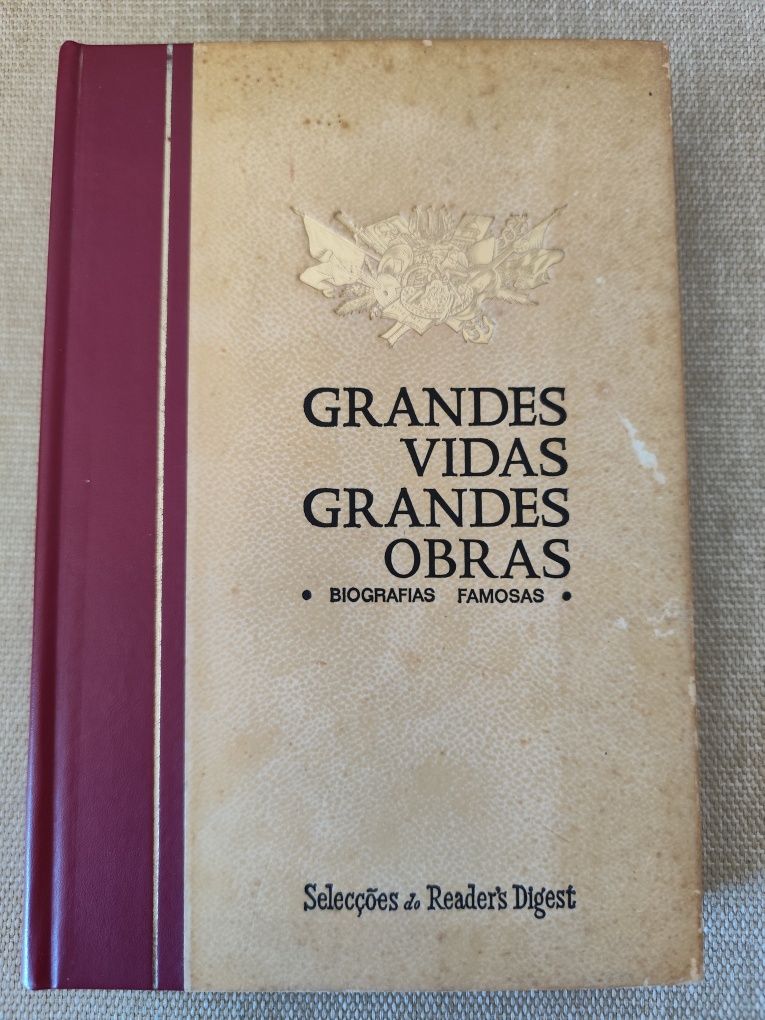 GRANDES
VIDAS
GRANDES
OBRAS
• BIOGRAFIAS FAMOSAS •
Selecções do Reader's Digest